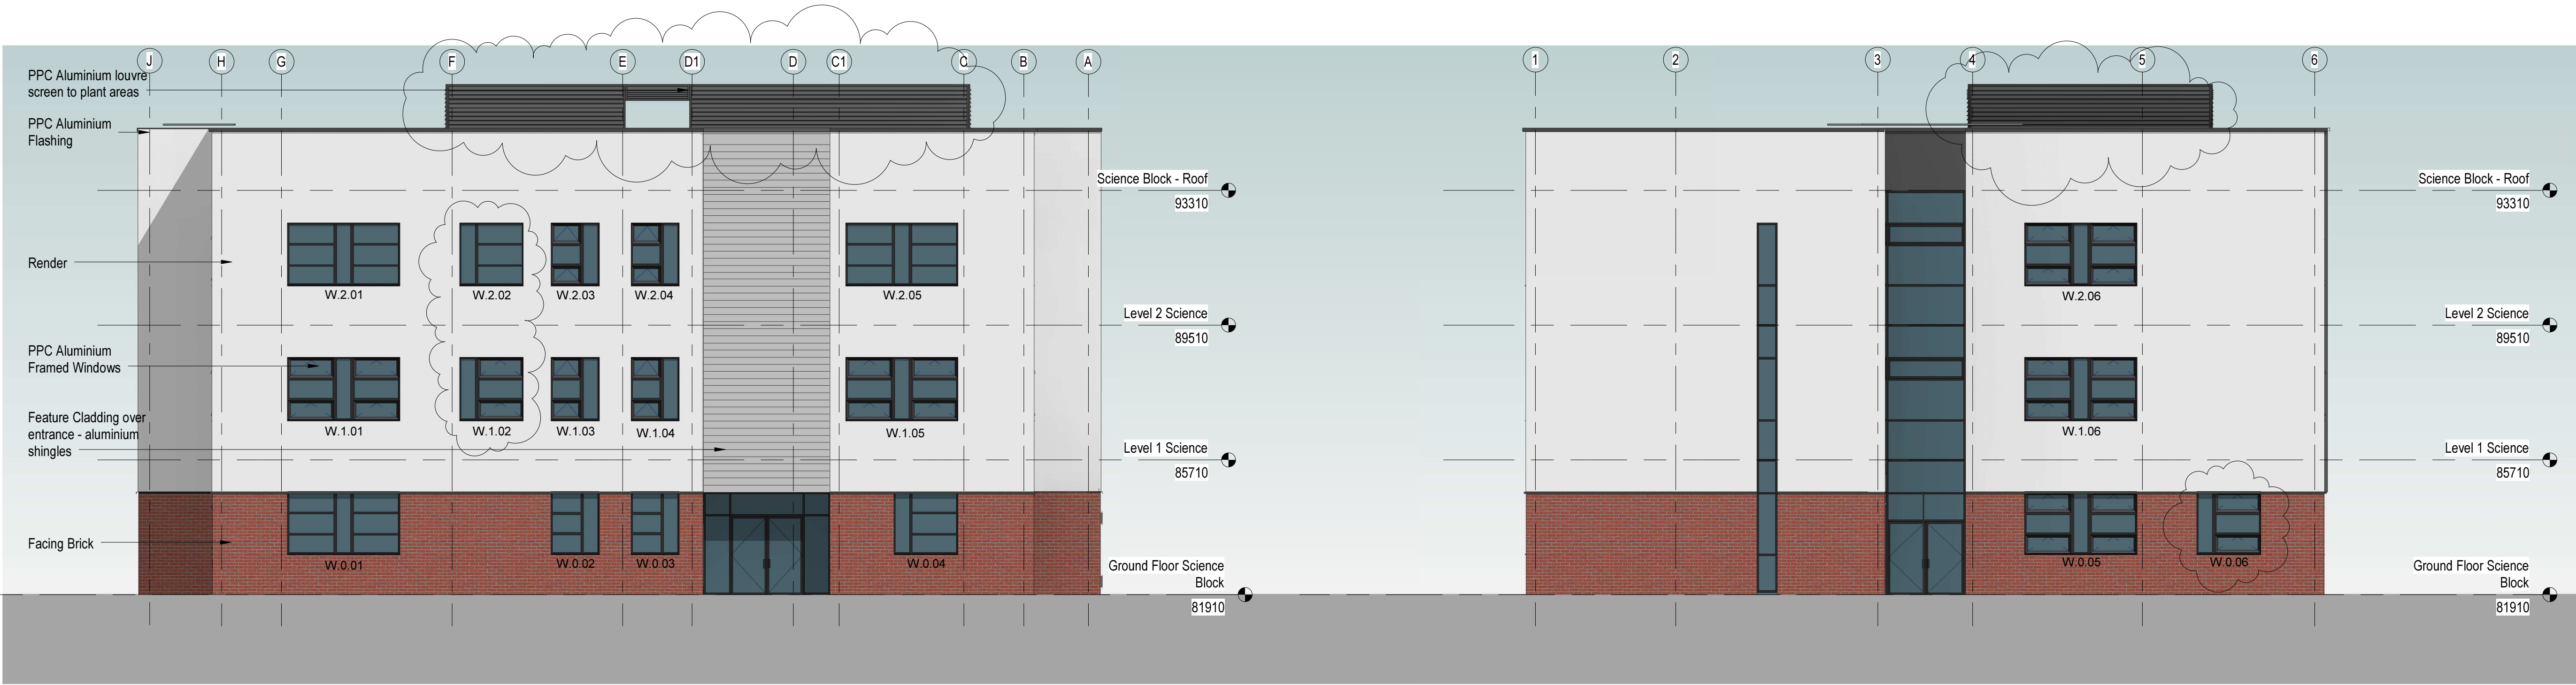 J H G F E D1 D C1 C B A
1 2 3 4 5 6
PPC Aluminium louvre
screen to plant areas
PPC Aluminium
Flashing
Render
PPC Aluminium
Framed Windows
Feature Cladding over
entrance - aluminium
shingles
Facing Brick
W.2.01 W.2.02 W.2.03 W.2.04 W.2.05
W.1.01 W.1.02 W.1.03 W.1.04 W.1.05
W.0.01 W.0.02 W.0.03 W.0.04
Science Block - Roof
93310
Level 2 Science
89510
Level 1 Science
85710
Ground Floor Science
Block
81910
W.2.06
W.1.06
W.0.05 W.0.06
Science Block - Roof
93310
Level 2 Science
89510
Level 1 Science
85710
Ground Floor Science
Block
81910